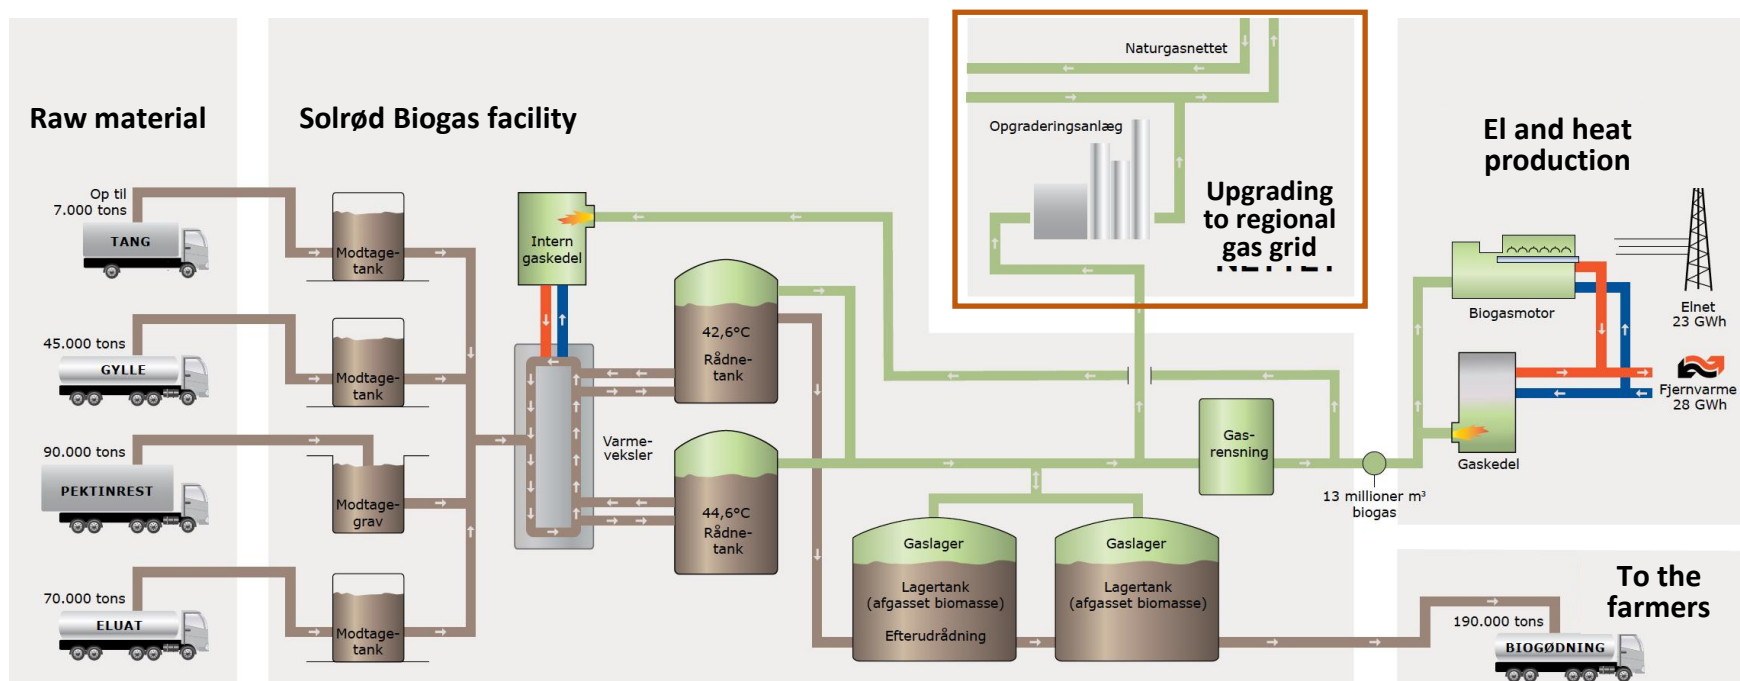 Raw material
Op til
7.000 tons
TANG
45.000 tons
GYLLE
90.000 tons
PEKTINREST
70.000 tons
ELUAT
Solrød Biogas facility
Modtage-
tank
Modtage-
tank
Modtage-
grav
Modtage-
tank
Intern
gaskedel
Varme-
veksler
42,6°C
Rådne-
tank
44,6°C
Rådne-
tank
Gaslager
Lagertank
(afgasset biomasse)
Efterudrådning
Gaslager
Lagertank
(afgasset biomasse)
Gas-
rensning
Naturgasnettet
Opgraderingsanlæg
Upgrading
to regional
gas grid
13 millioner m³
biogas
El and heat
production
Biogasmotor
Elnet
23 GWh
Gaskedel
Fjernvarme
28 GWh
To the
farmers
190.000 tons
BIOGØDNING